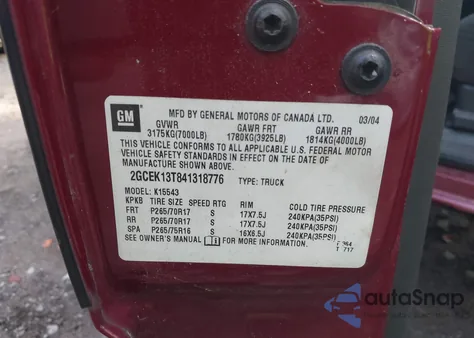 GM
MFD BY GENERAL MOTORS OF CANADA LTD. 03/04
GVWR GAWR FRT GAWR RR
3175KG(7000LB) 1780KG(3925LB) 1814KG(4000LB)
THIS VEHICLE CONFORMS TO ALL APPLICABLE U.S. FEDERAL MOTOR
VEHICLE SAFETY STANDARDS IN EFFECT ON THE DATE OF
MANUFACTURE SHOWN ABOVE.
2GCEK13T841318776 TYPE: TRUCK
MODEL: K15543
KPKB TIRE SIZE SPEED RTG RIM COLD TIRE PRESSURE
FRT P265/70R17 S 17X7.5J 240KPA(35PSI)
RR P265/70R17 S 17X7.5J 240KPA(35PSI)
SPA P265/75R16 S 16X6.5J 240KPA(35PSI)
SEE OWNER'S MANUAL FOR MORE INFORMATION
autoSnap